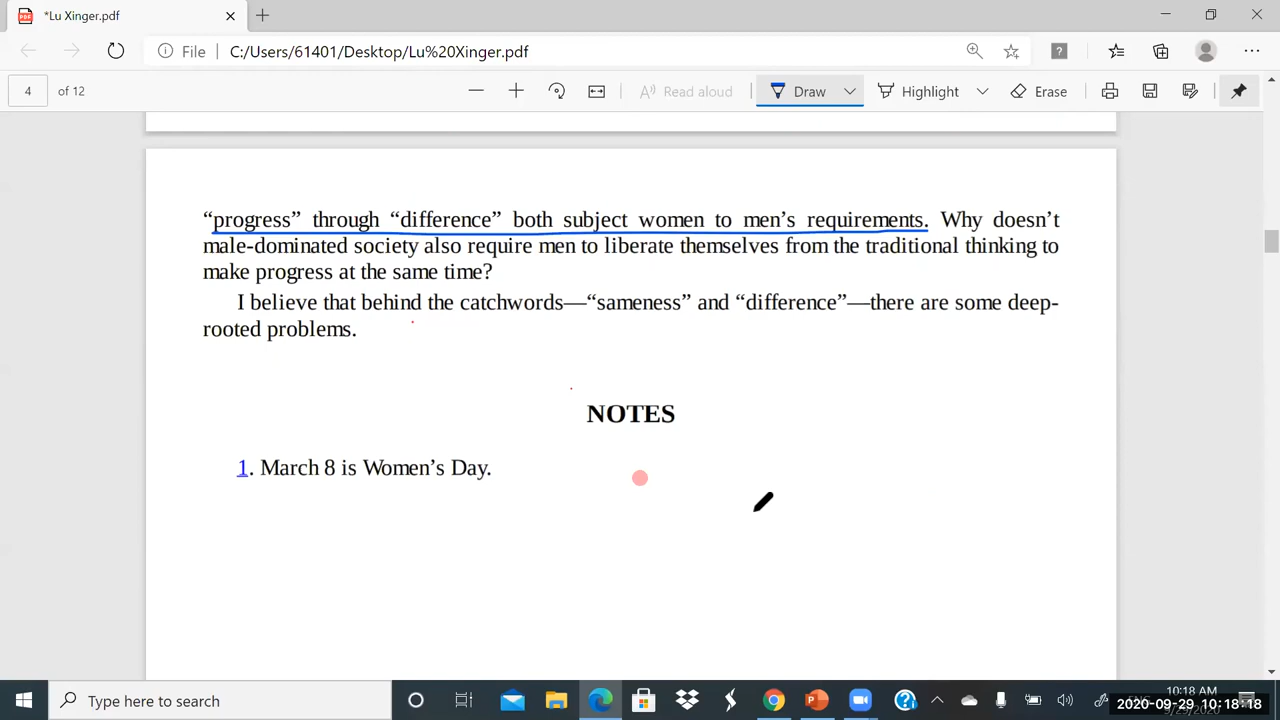 *Lu Xinger.pdf
File C:/Users/61401/Desktop/Lu%20Xinger.pdf
4 of 12 Read aloud Draw Highlight Erase
“progress” through “difference” both subject women to men’s requirements. Why doesn’t
male-dominated society also require men to liberate themselves from the traditional thinking to
make progress at the same time?
I believe that behind the catchwords—“sameness” and “difference”—there are some deep-
rooted problems.
NOTES
1. March 8 is Women’s Day.
Type here to search
10:18 AM
2020-09-29 10:18:18